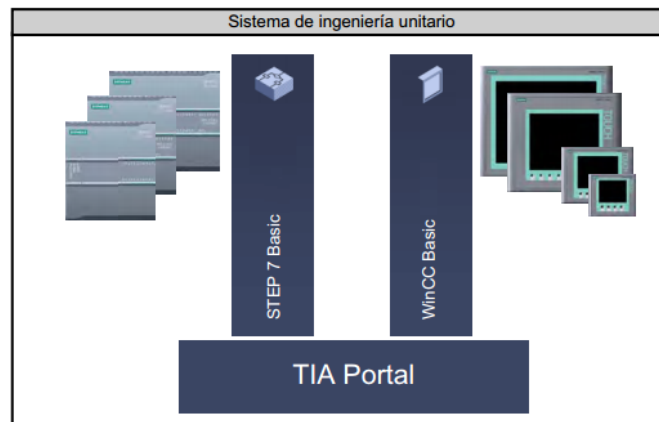 Sistema de ingeniería unitario
STEP 7 Basic
WinCC Basic
TIA Portal